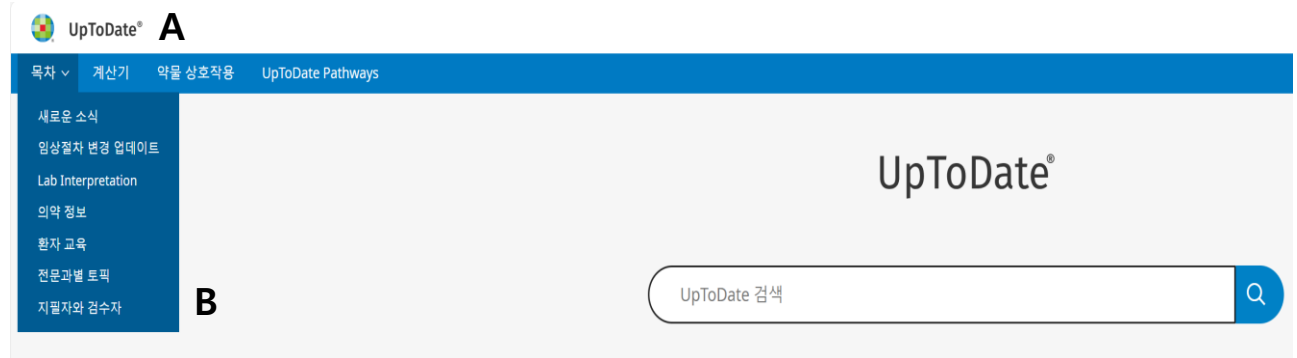 UpToDate® A
목차 계산기 약물 상호작용 UpToDate Pathways
새로운 소식
임상절차 변경 업데이트
Lab Interpretation
의약 정보
환자 교육
전문과별 토픽
지필자와 검수자 B
UpToDate®
UpToDate 검색